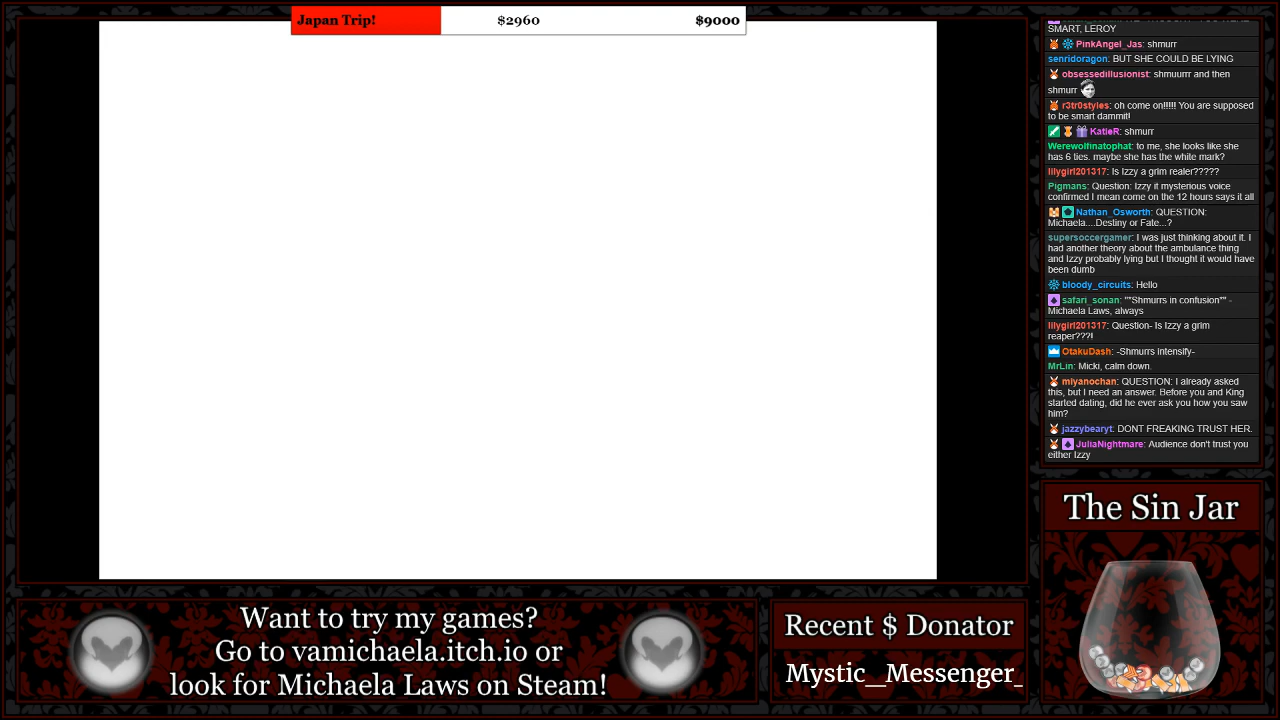 Japan Trip! $2960 $9000
SMART, LEROY
PinkAngel_Jas: shmurr
senridoragon: BUT SHE COULD BE LYING
obsessedillusionist: shmuurrr and then
shmurr
r3tr0styles: oh come on!!!!! You are supposed
to be smart dammit!
KatieR: shmurr
Werewolfinatophat: to me, she looks like she
has 6 ties. maybe she has the white mark?
lilygirl201317: Is Izzy a grim realer?????
Pigmans: Question: Izzy it mysterious voice
confirmed I mean come on the 12 hours says it all
Nathan_Osworth: QUESTION:
Michaela....Destiny or Fate...?
supersoccergamer: I was just thinking about it. I
had another theory about the ambulance thing
and Izzy probably lying but I thought it would have
been dumb
bloody_circuits: Hello
safari_sonan: "*Shmurrs in confusion*" -
Michaela Laws, always
lilygirl201317: Question- Is Izzy a grim
reaper???!
OtakuDash: -Shmurrs intensify-
MrLin: Micki, calm down.
miyanochan: QUESTION: I already asked
this, but I need an answer. Before you and King
started dating, did he ever ask you how you saw
him?
jazzybearyt: DONT FREAKING TRUST HER.
JuliaNightmare: Audience don't trust you
either Izzy
The Sin Jar
Want to try my games?
Go to vamichaela.itch.io or
look for Michaela Laws on Steam!
Recent $ Donator
Mystic_Messenger_